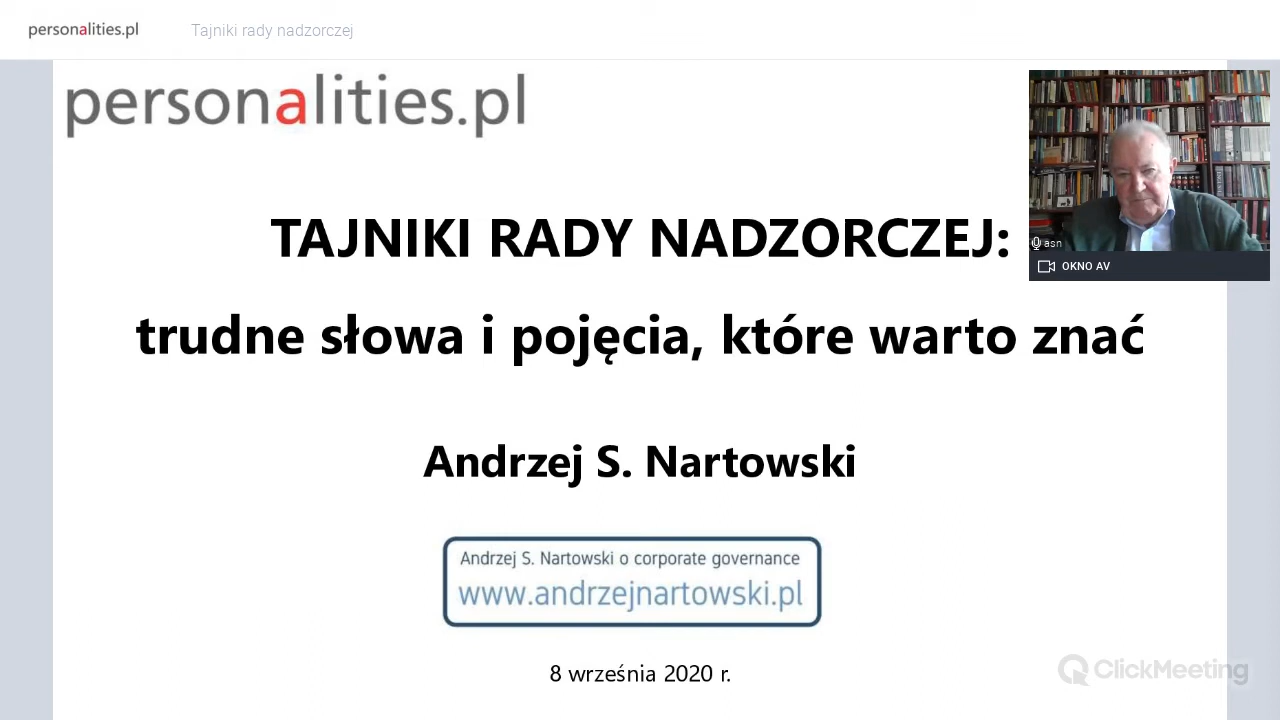 personalities.pl
Tajniki rady nadzorczej
personalities.pl
TAJNIKI RADY NADZORCZEJ:
trudne słowa i pojęcia, które warto znać
Andrzej S. Nartowski
Andrzej S. Nartowski o corporate governance
www.andrzejnartowski.pl
8 września 2020 r.
asn
OKNO AV
ClickMeeting